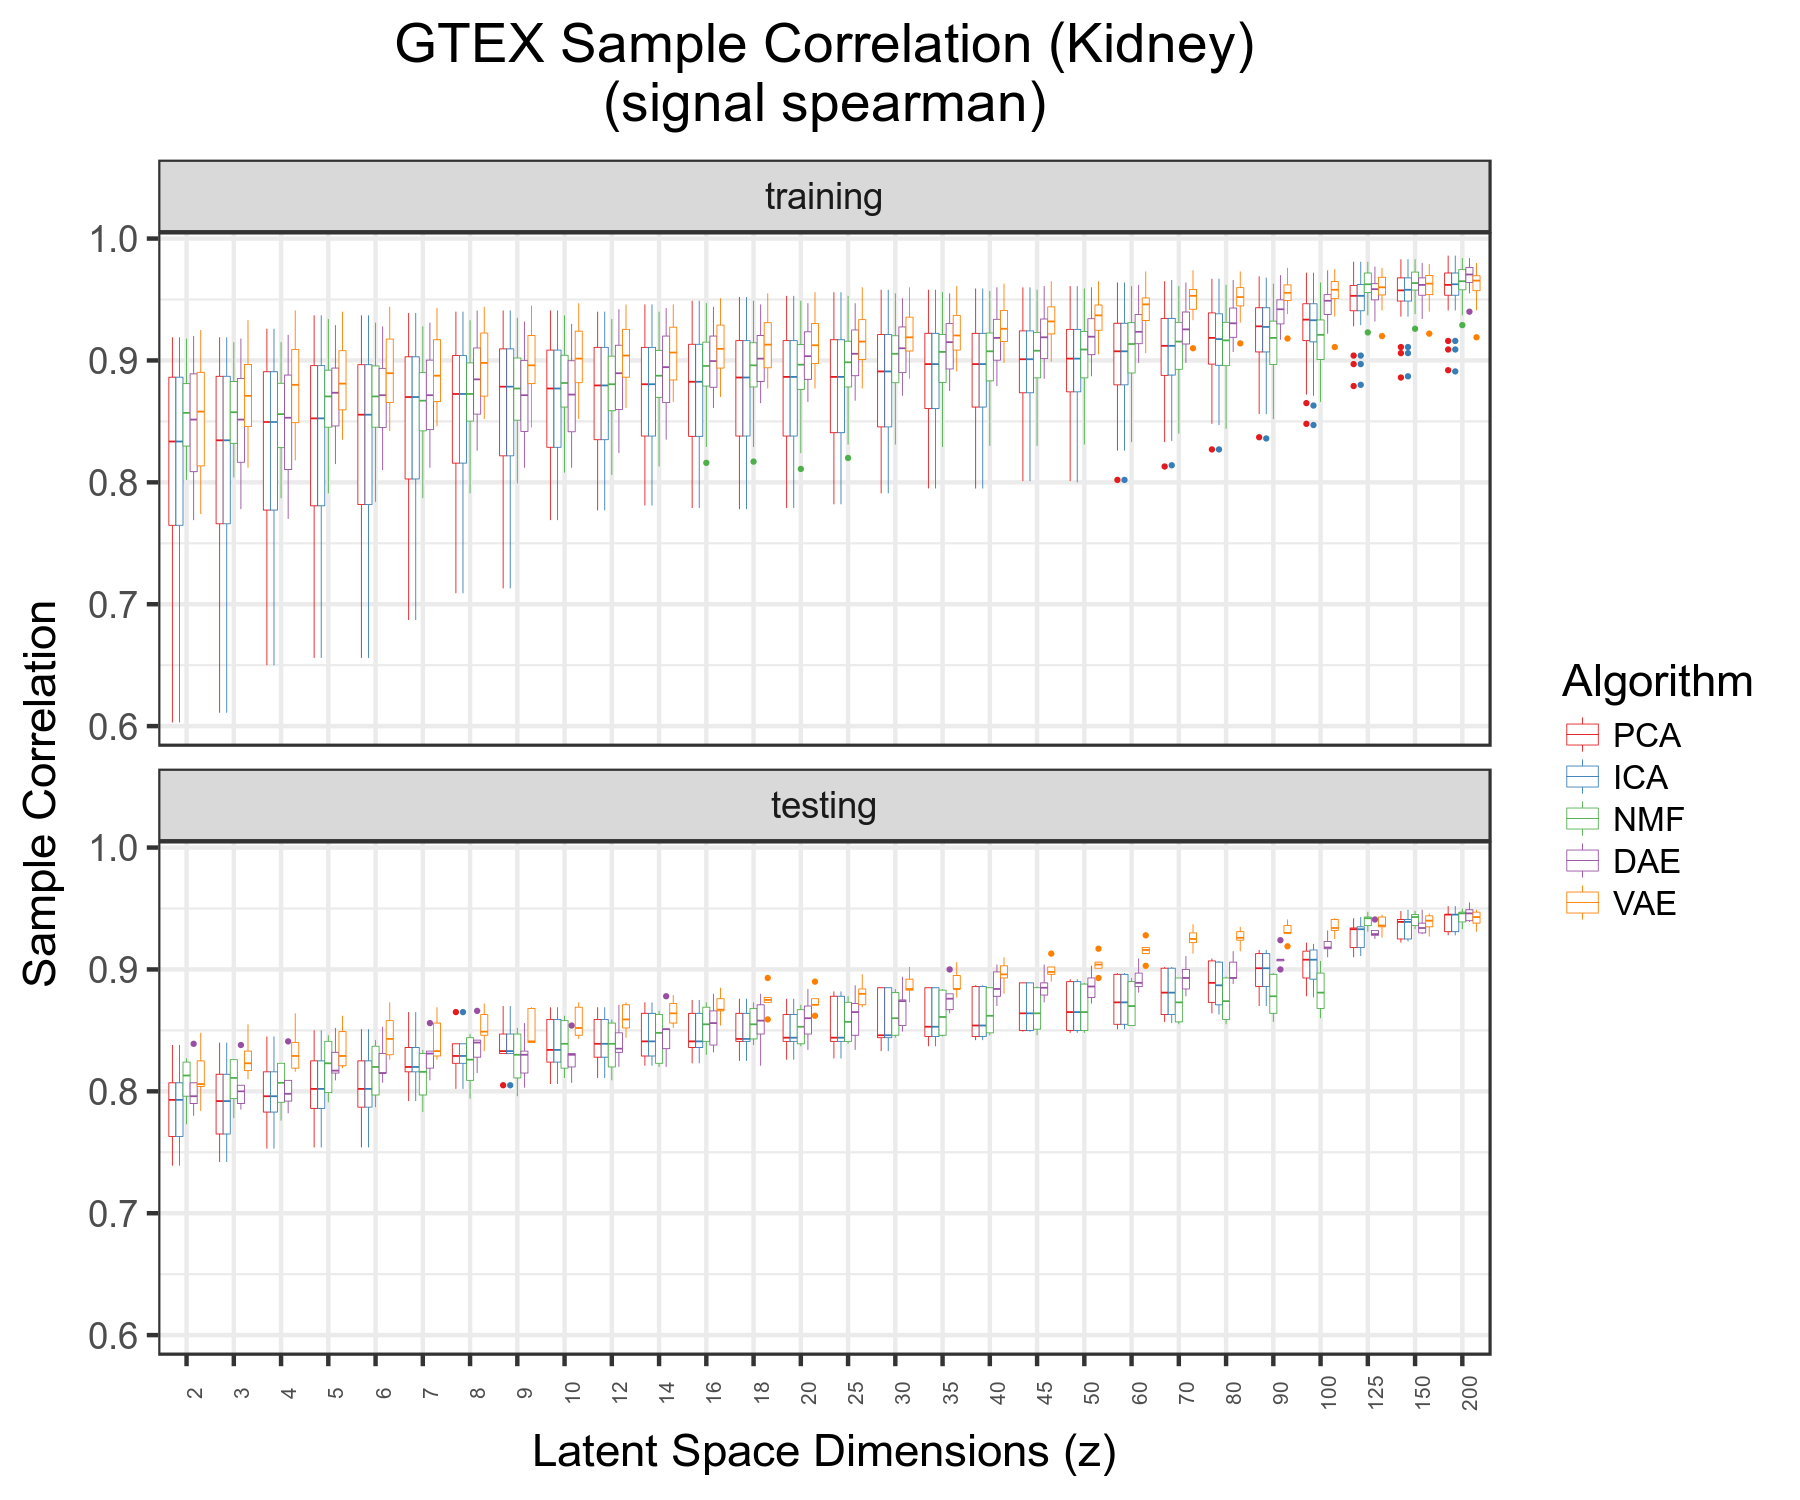 GTEX Sample Correlation (Kidney)
(signal spearman)
training
1.0
0.9
0.8
0.7
0.6
testing
1.0
0.9
0.8
0.7
0.6
Sample Correlation
2 3 4 5 6 7 8 9 10 12 14 16 18 20 25 30 35 40 45 50 60 70 80 90 100 125 150 200
Latent Space Dimensions (z)
Algorithm
PCA
ICA
NMF
DAE
VAE